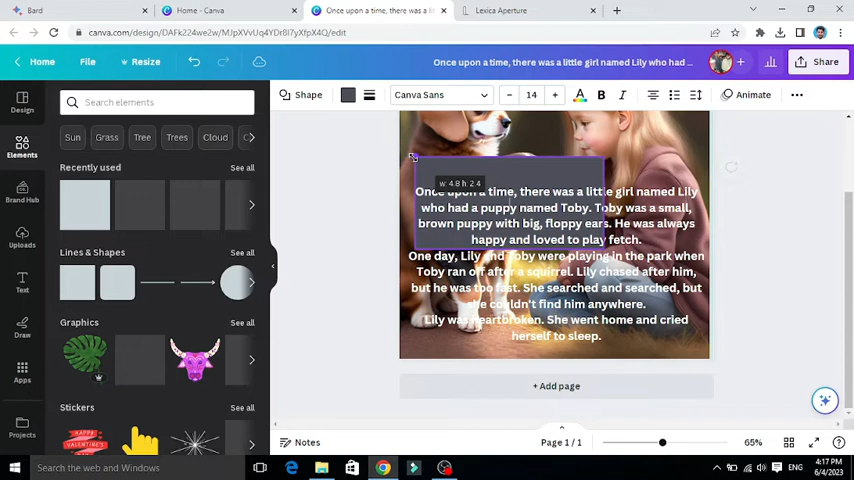 Bard
Home - Canva
Once upon a time, there was a li
Lexica Aperture
canva.com/design/DAFk224we2w/MJpXVvUq4YDr8I7yXfptUg/edit
Home
File
Resize
Once upon a time, there was a little girl named Lily who had ...
Share
Design
Elements
Brand Hub
Uploads
Text
Draw
Apps
Projects
Search elements
Sun
Grass
Tree
Trees
Cloud
Recently used
See all
Lines & Shapes
See all
Graphics
See all
Stickers
See all
HAPPY
Shape
Canva Sans
14
A
B
I
Animate
w: 4.8 h: 2.4
Once upon a time, there was a little girl named Lily
who had a puppy named Toby. Toby was a small,
brown puppy with big, floppy ears. He was always
happy and loved to play fetch.
One day, Lily and Toby were playing in the park when
Toby ran off after a squirrel. Lily chased after him,
but he was too fast. She searched and searched, but
she couldn't find him anywhere.
Lily was heartbroken. She went home and cried
herself to sleep.
+ Add page
Notes
Page 1 / 1
65%
Search the web and Windows
ENG
4:17 PM
6/4/2023